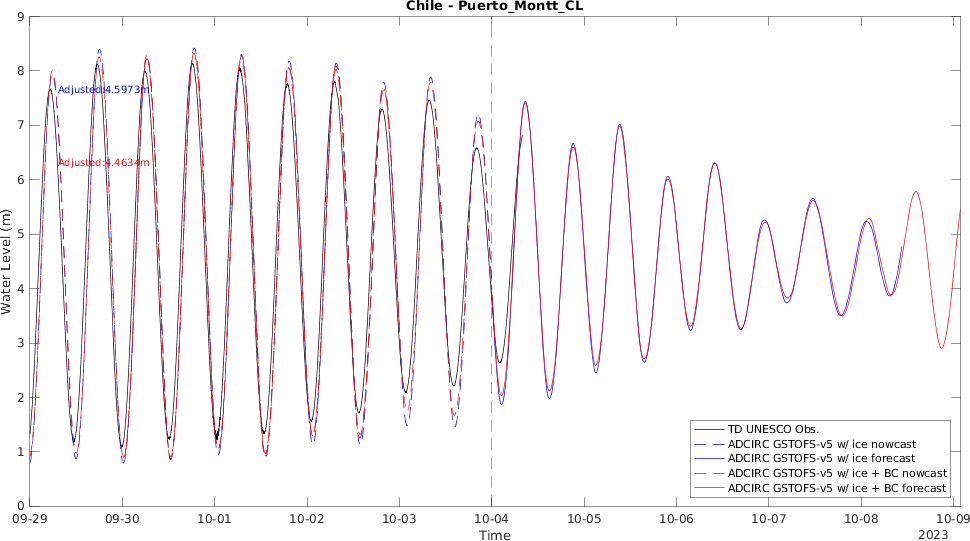 Chile - Puerto_Montt_CL
9
8
Adjusted:4.5973m
7
Adjusted:4.4634m
6
5
Water Level (m)
4
3
2
1
0
TD UNESCO Obs.
ADCIRC GSTOFS-v5 w/ ice nowcast
ADCIRC GSTOFS-v5 w/ ice forecast
ADCIRC GSTOFS-v5 w/ ice + BC nowcast
ADCIRC GSTOFS-v5 w/ ice + BC forecast
09-29 09-30 10-01 10-02 10-03 10-04 10-05 10-06 10-07 10-08 10-09
Time
2023